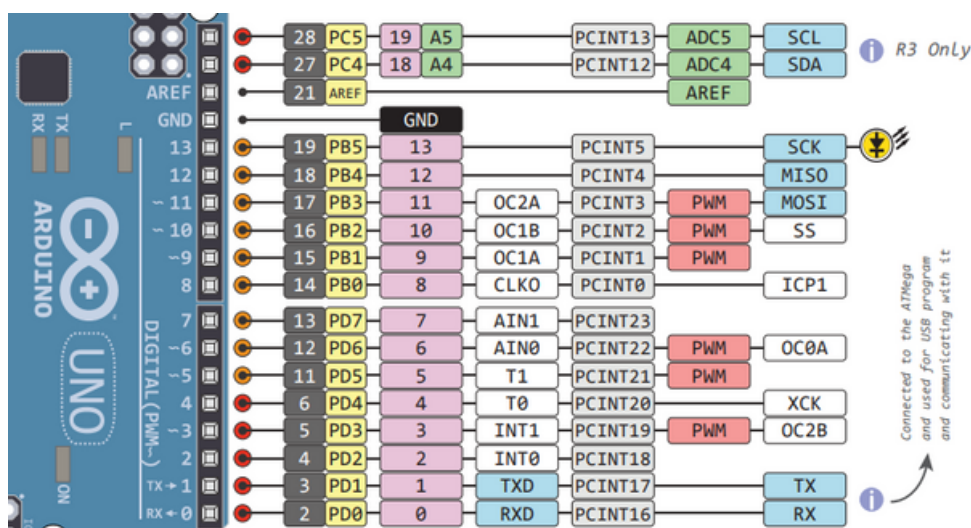 28 PC5 19 A5 PCINT13 ADC5 SCL
R3 Only
27 PC4 18 A4 PCINT12 ADC4 SDA
AREF 21 AREF AREF
GND GND
RX TX L
13 19 PB5 13 PCINT5 SCK
12 18 PB4 12 PCINT4 MISO
~ 11 17 PB3 11 OC2A PCINT3 PWM MOSI
~ 10 16 PB2 10 OC1B PCINT2 PWM SS
~9 15 PB1 9 OC1A PCINT1 PWM
8 14 PB0 8 CLKO PCINT0 ICP1
7 13 PD7 7 AIN1 PCINT23
~6 12 PD6 6 AIN0 PCINT22 PWM OC0A
~5 11 PD5 5 T1 PCINT21 PWM
4 6 PD4 4 T0 PCINT20 XCK
~3 5 PD3 3 INT1 PCINT19 PWM OC2B
2 4 PD2 2 INT0 PCINT18
TX→1 3 PD1 1 TXD PCINT17 TX
RX←0 2 PD0 0 RXD PCINT16 RX
ARDUINO
UNO
DIGITAL(PWM~)
ON
Connected to the ATMega
and used for USB program
and communicating with it